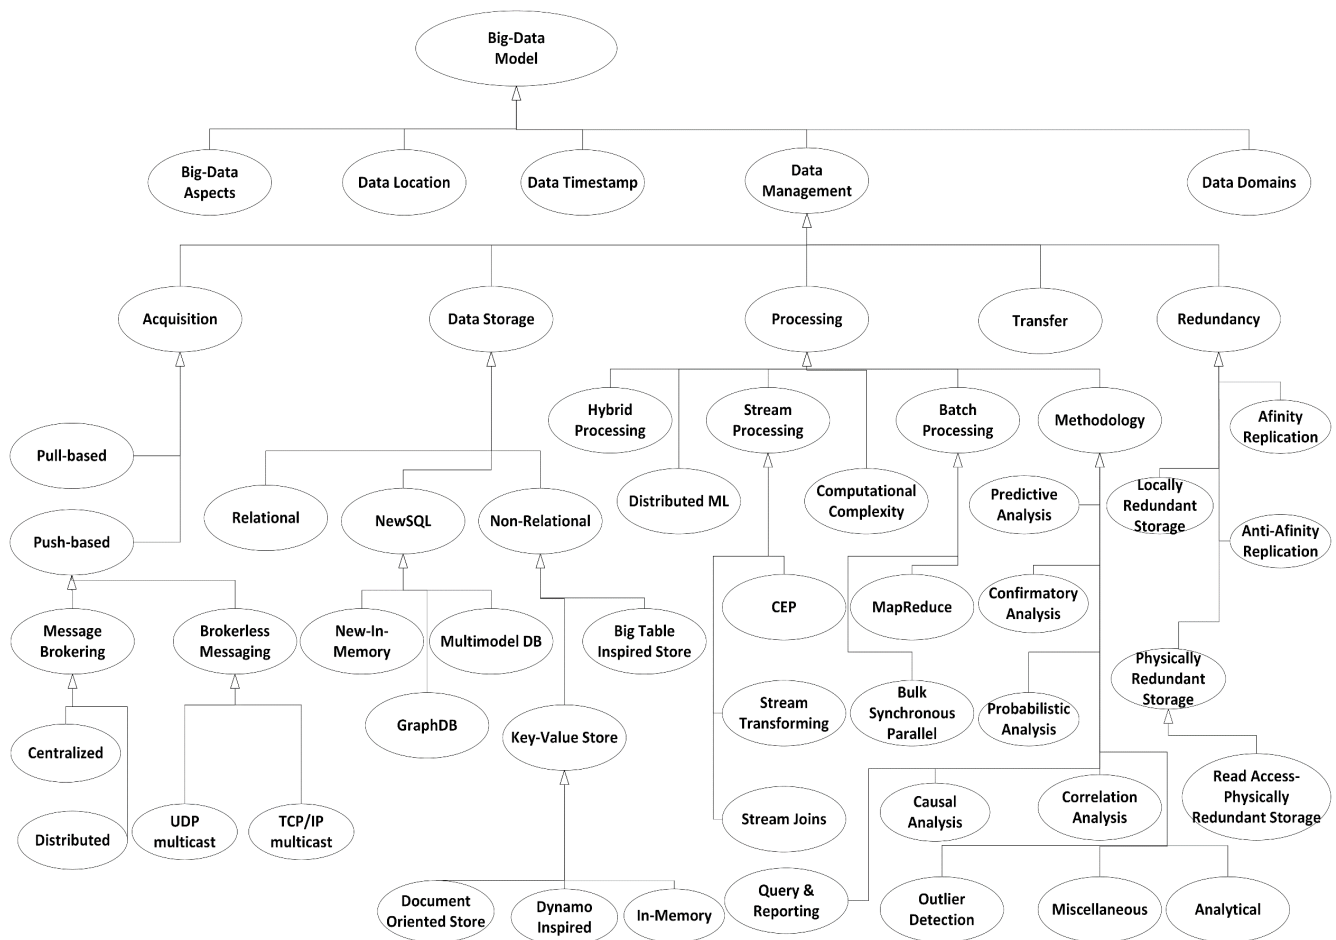 Big-Data
Model
Big-Data
Aspects
Data Location
Data Timestamp
Data
Management
Data Domains
Acquisition
Data Storage
Processing
Transfer
Redundancy
Hybrid
Processing
Stream
Processing
Batch
Processing
Methodology
Afinity
Replication
Pull-based
Distributed ML
Computational
Complexity
Predictive
Analysis
Locally
Redundant
Storage
Relational
NewSQL
Non-Relational
Push-based
Anti-Afinity
Replication
CEP
MapReduce
Confirmatory
Analysis
Message
Brokering
Brokerless
Messaging
New-In-
Memory
Multimodel DB
Big Table
Inspired Store
Physically
Redundant
Storage
Stream
Transforming
Bulk
Synchronous
Parallel
Probabilistic
Analysis
GraphDB
Key-Value Store
Centralized
Read Access-
Physically
Redundant Storage
Causal
Analysis
Correlation
Analysis
Stream Joins
Distributed
UDP
multicast
TCP/IP
multicast
Document
Oriented Store
Dynamo
Inspired
In-Memory
Query &
Reporting
Outlier
Detection
Miscellaneous
Analytical